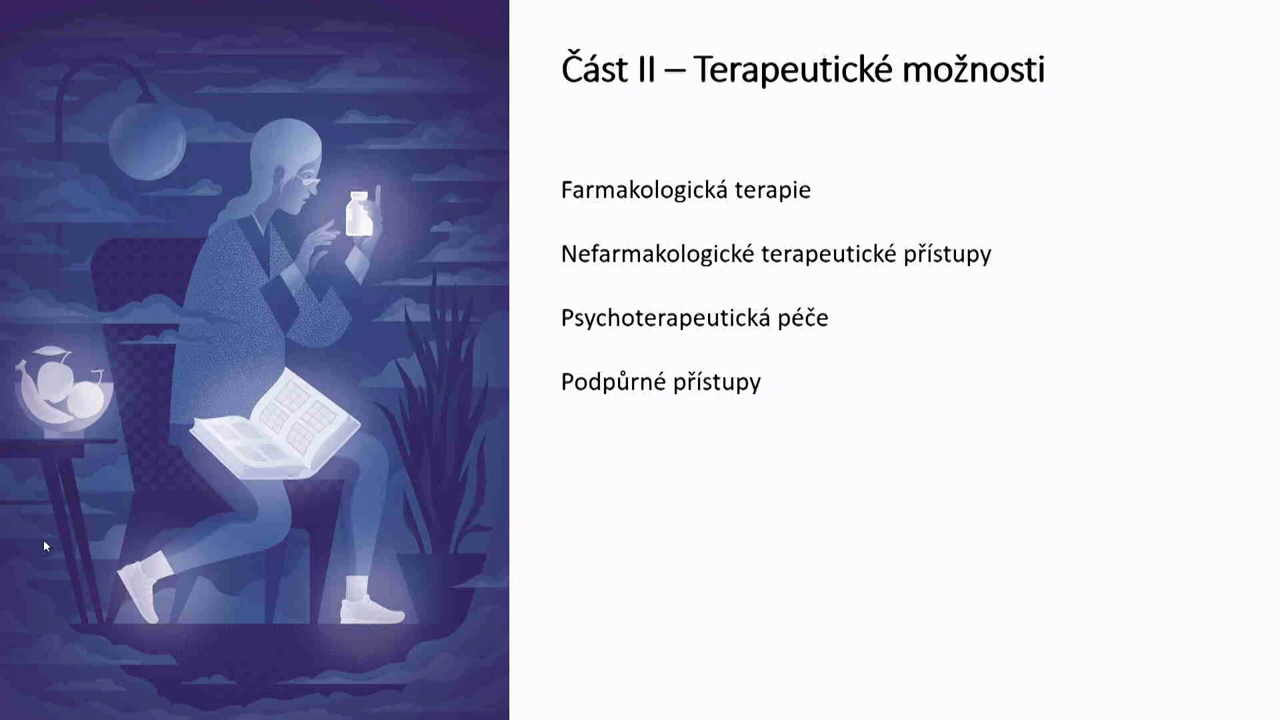 Část II – Terapeutické možnosti
Farmakologická terapie
Nefarmakologické terapeutické přístupy
Psychoterapeutická péče
Podpůrné přístupy